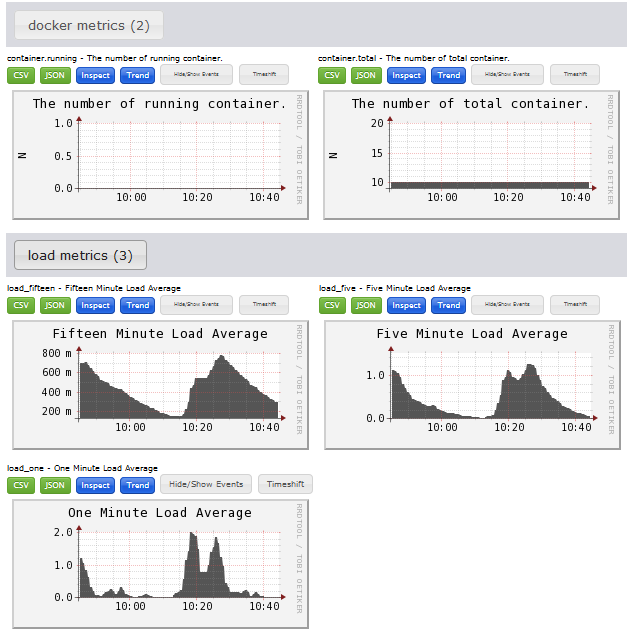 docker metrics (2)
container.running - The number of running container.
CSV JSON Inspect Trend Hide/Show Events Timeshift
The number of running container.
RRDTOOL / TOBI OETIKER
N
1.0
0.5
0.0
10:00 10:20 10:40
container.total - The number of total container.
CSV JSON Inspect Trend Hide/Show Events Timeshift
The number of total container.
RRDTOOL / TOBI OETIKER
N
20
15
10
10:00 10:20 10:40
load metrics (3)
load_fifteen - Fifteen Minute Load Average
CSV JSON Inspect Trend Hide/Show Events Timeshift
Fifteen Minute Load Average
RRDTOOL / TOBI OETIKER
800 m
600 m
400 m
200 m
10:00 10:20 10:40
load_five - Five Minute Load Average
CSV JSON Inspect Trend Hide/Show Events Timeshift
Five Minute Load Average
RRDTOOL / TOBI OETIKER
1.0
0.0
10:00 10:20 10:40
load_one - One Minute Load Average
CSV JSON Inspect Trend Hide/Show Events Timeshift
One Minute Load Average
RRDTOOL / TOBI OETIKER
2.0
1.0
0.0
10:00 10:20 10:40